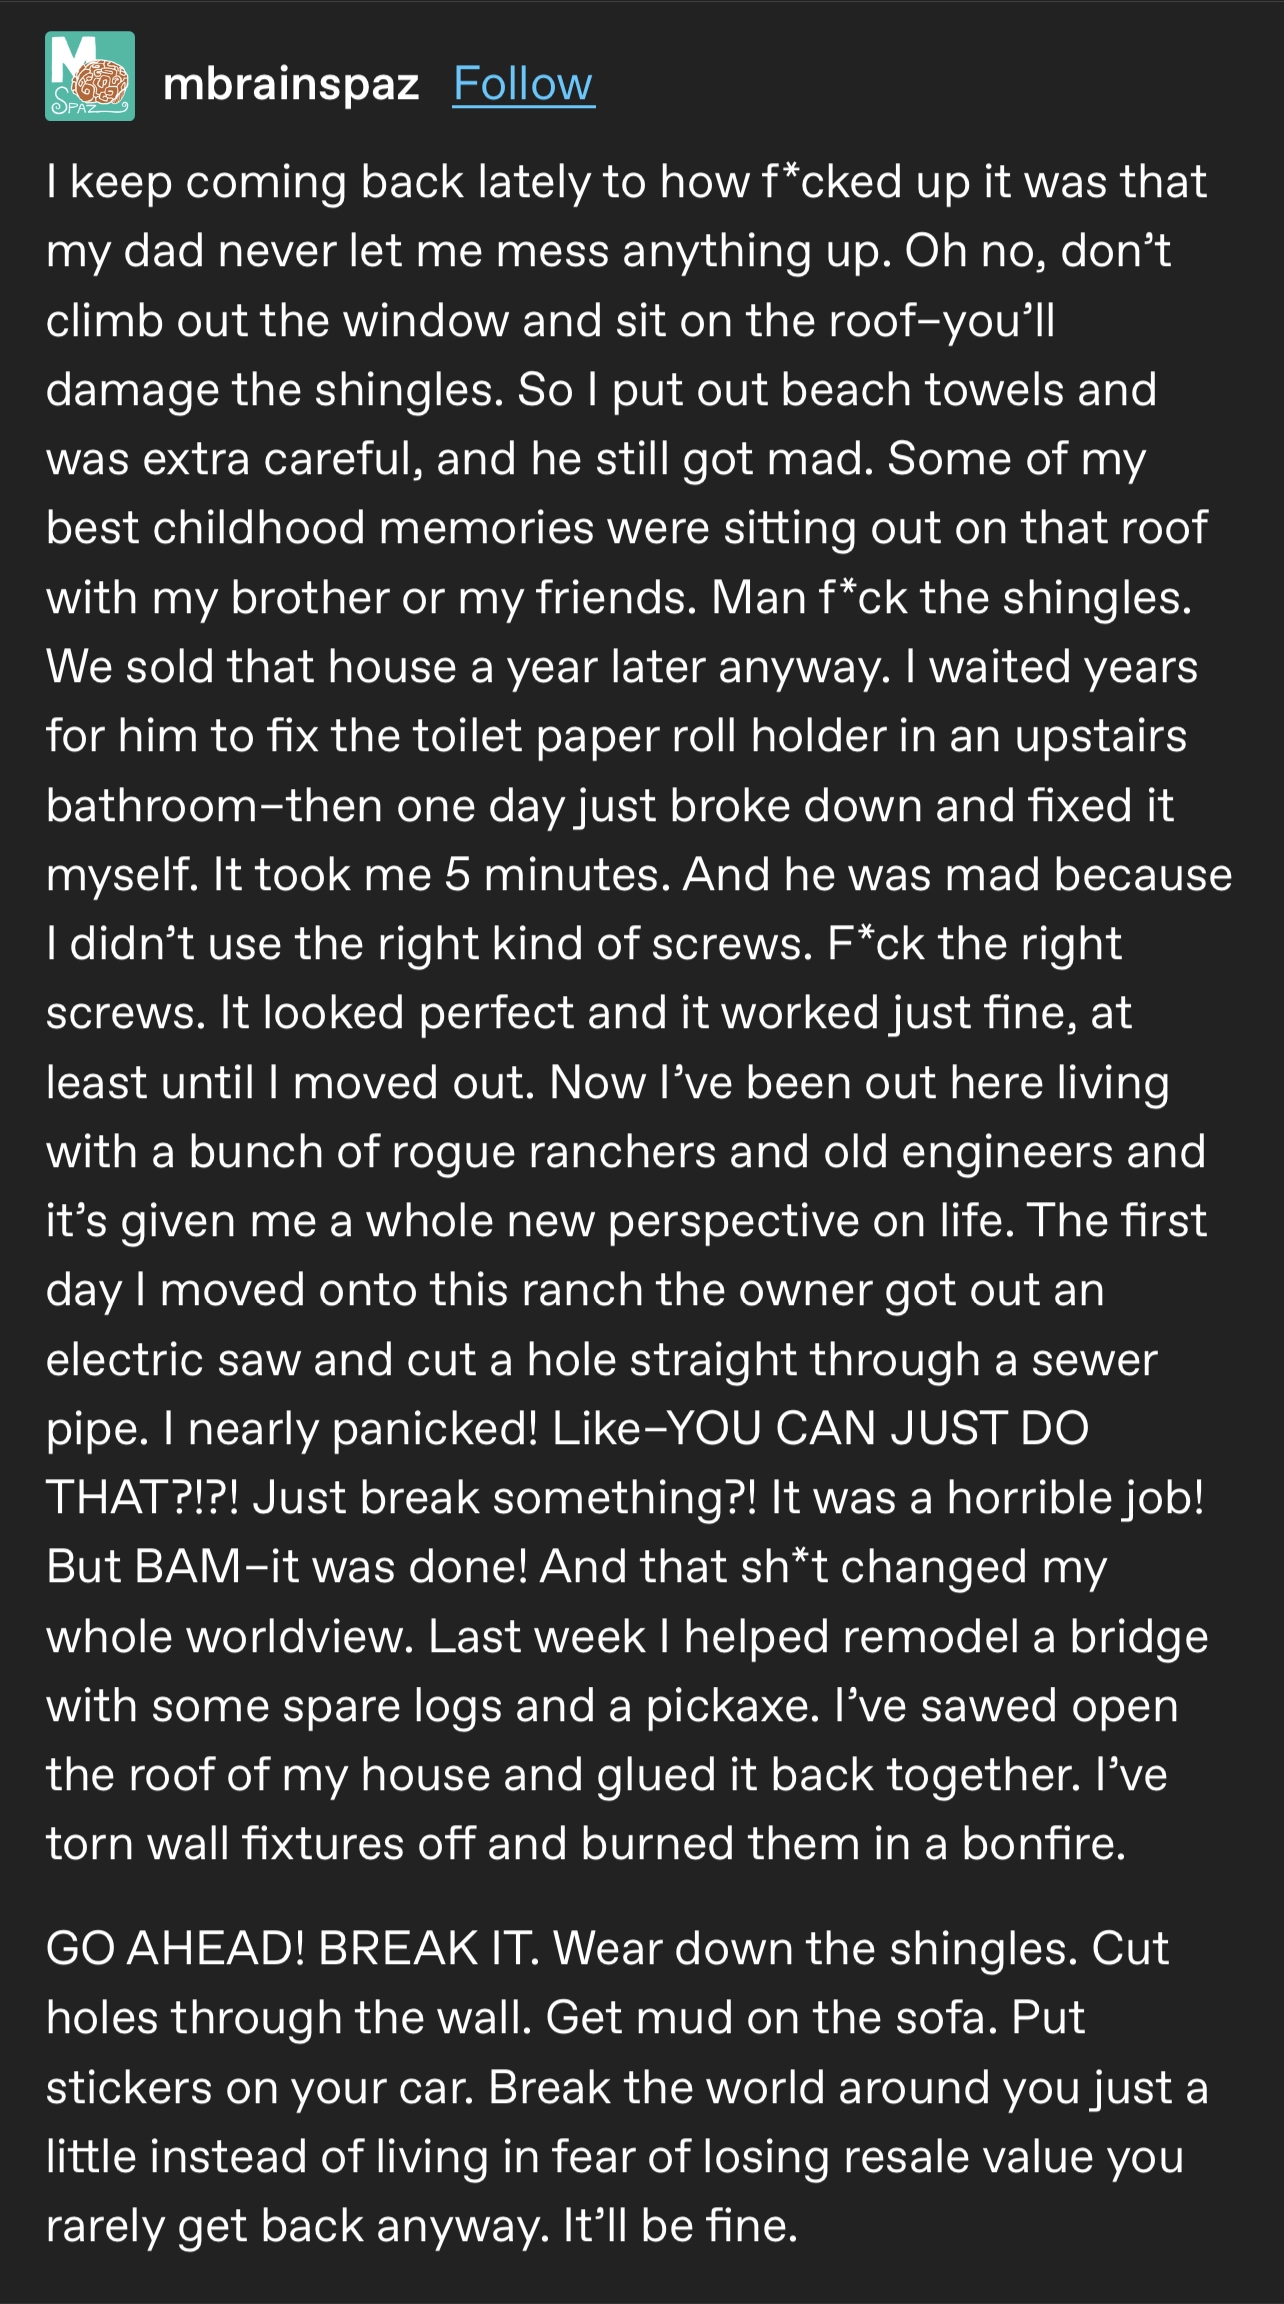 M
SPAZ
mbrainspaz Follow
I keep coming back lately to how f*cked up it was that
my dad never let me mess anything up. Oh no, don’t
climb out the window and sit on the roof–you’ll
damage the shingles. So I put out beach towels and
was extra careful, and he still got mad. Some of my
best childhood memories were sitting out on that roof
with my brother or my friends. Man f*ck the shingles.
We sold that house a year later anyway. I waited years
for him to fix the toilet paper roll holder in an upstairs
bathroom–then one day just broke down and fixed it
myself. It took me 5 minutes. And he was mad because
I didn’t use the right kind of screws. F*ck the right
screws. It looked perfect and it worked just fine, at
least until I moved out. Now I’ve been out here living
with a bunch of rogue ranchers and old engineers and
it’s given me a whole new perspective on life. The first
day I moved onto this ranch the owner got out an
electric saw and cut a hole straight through a sewer
pipe. I nearly panicked! Like–YOU CAN JUST DO
THAT?!?! Just break something?! It was a horrible job!
But BAM–it was done! And that sh*t changed my
whole worldview. Last week I helped remodel a bridge
with some spare logs and a pickaxe. I’ve sawed open
the roof of my house and glued it back together. I’ve
torn wall fixtures off and burned them in a bonfire.
GO AHEAD! BREAK IT. Wear down the shingles. Cut
holes through the wall. Get mud on the sofa. Put
stickers on your car. Break the world around you just a
little instead of living in fear of losing resale value you
rarely get back anyway. It’ll be fine.